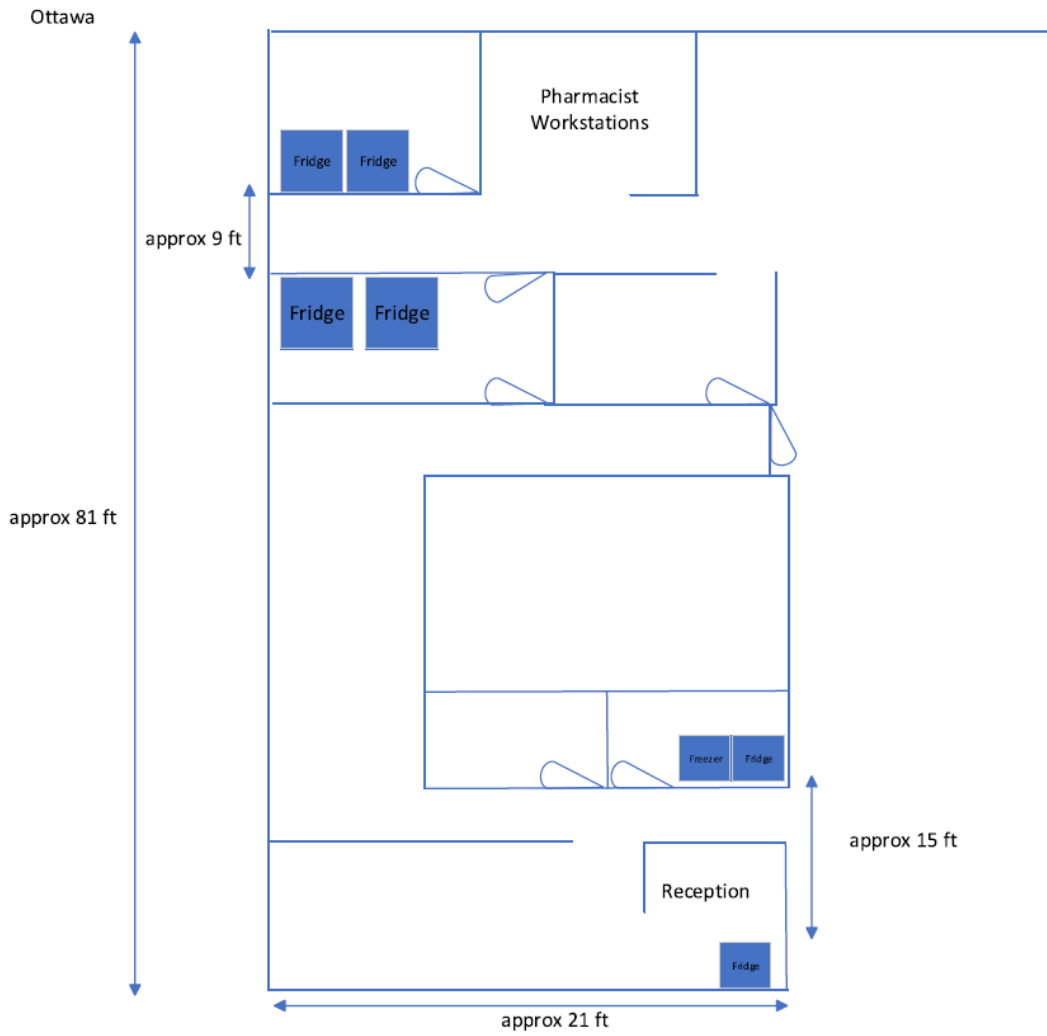 Ottawa
Pharmacist
Workstations
Fridge
Fridge
approx 9 ft
Fridge
Fridge
approx 81 ft
Freezer
Fridge
approx 15 ft
Reception
Fridge
approx 21 ft